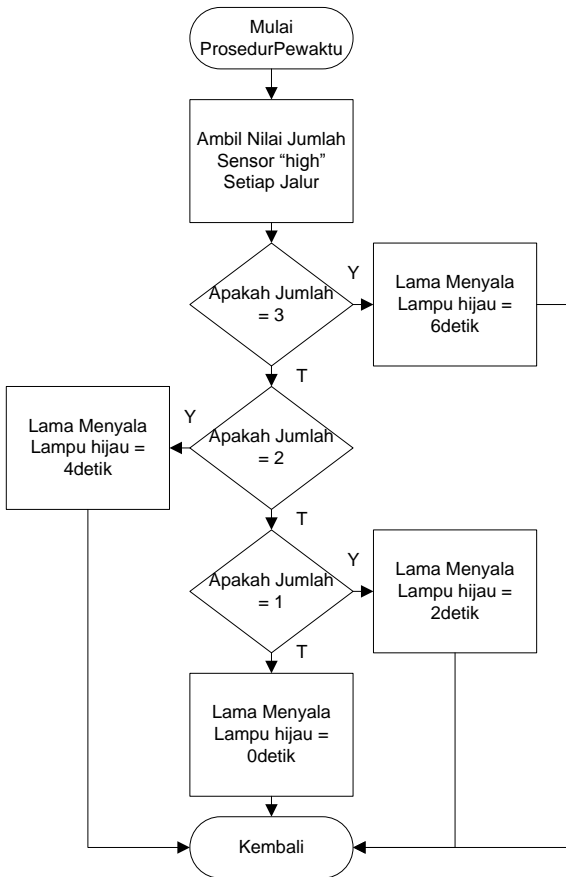 Mulai
ProsedurPewaktu
Ambil Nilai Jumlah
Sensor “high”
Setiap Jalur
Apakah Jumlah
= 3
Y
Lama Menyala
Lampu hijau =
6detik
T
Apakah Jumlah
= 2
Y
Lama Menyala
Lampu hijau =
4detik
T
Apakah Jumlah
= 1
Y
Lama Menyala
Lampu hijau =
2detik
T
Lama Menyala
Lampu hijau =
0detik
Kembali